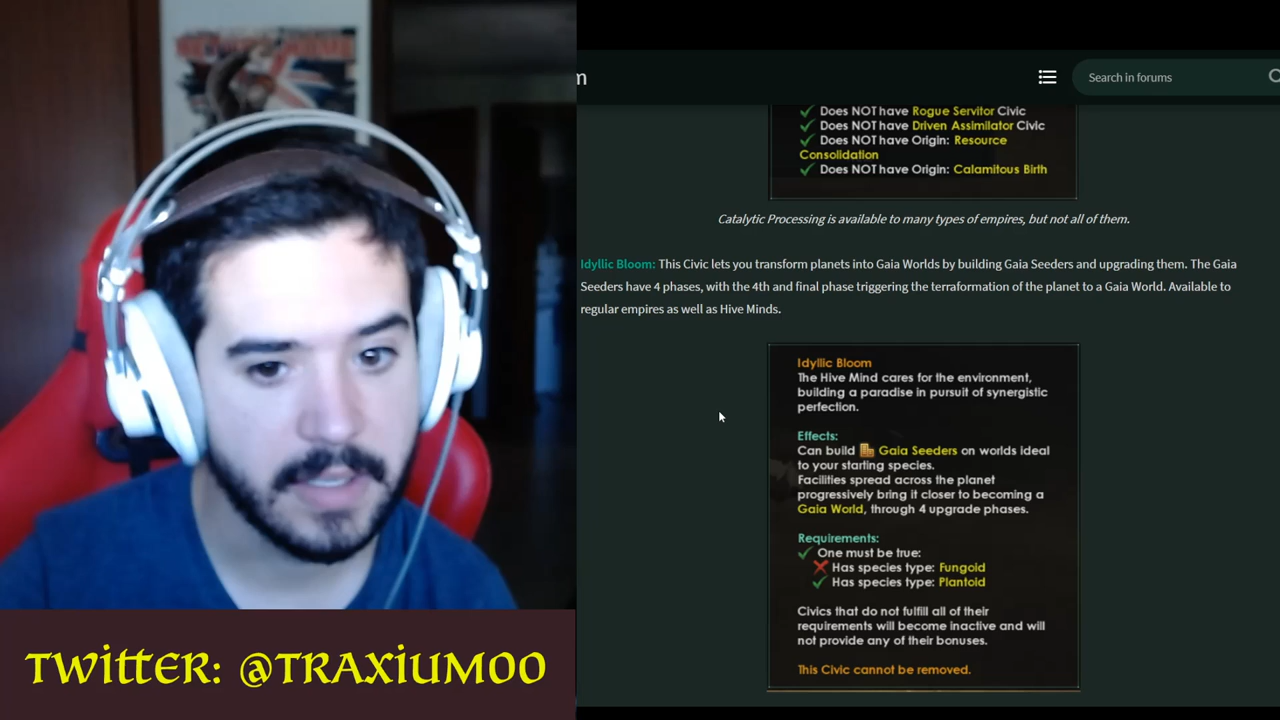 m
Search in forums
Does NOT have Rogue Servitor Civic
Does NOT have Driven Assimilator Civic
Does NOT have Origin: Resource
Consolidation
Does NOT have Origin: Calamitous Birth
Catalytic Processing is available to many types of empires, but not all of them.
Idyllic Bloom: This Civic lets you transform planets into Gaia Worlds by building Gaia Seeders and upgrading them. The Gaia
Seeders have 4 phases, with the 4th and final phase triggering the terraformation of the planet to a Gaia World. Available to
regular empires as well as Hive Minds.
Idyllic Bloom
The Hive Mind cares for the environment,
building a paradise in pursuit of synergistic
perfection.
Effects:
Can build Gaia Seeders on worlds ideal
to your starting species.
Facilities spread across the planet
progressively bring it closer to becoming a
Gaia World, through 4 upgrade phases.
Requirements:
One must be true:
Has species type: Fungoid
Has species type: Plantoid
Civics that do not fulfill all of their
requirements will become inactive and will
not provide any of their bonuses.
This Civic cannot be removed.
TWITTER: @TRAXIUM00